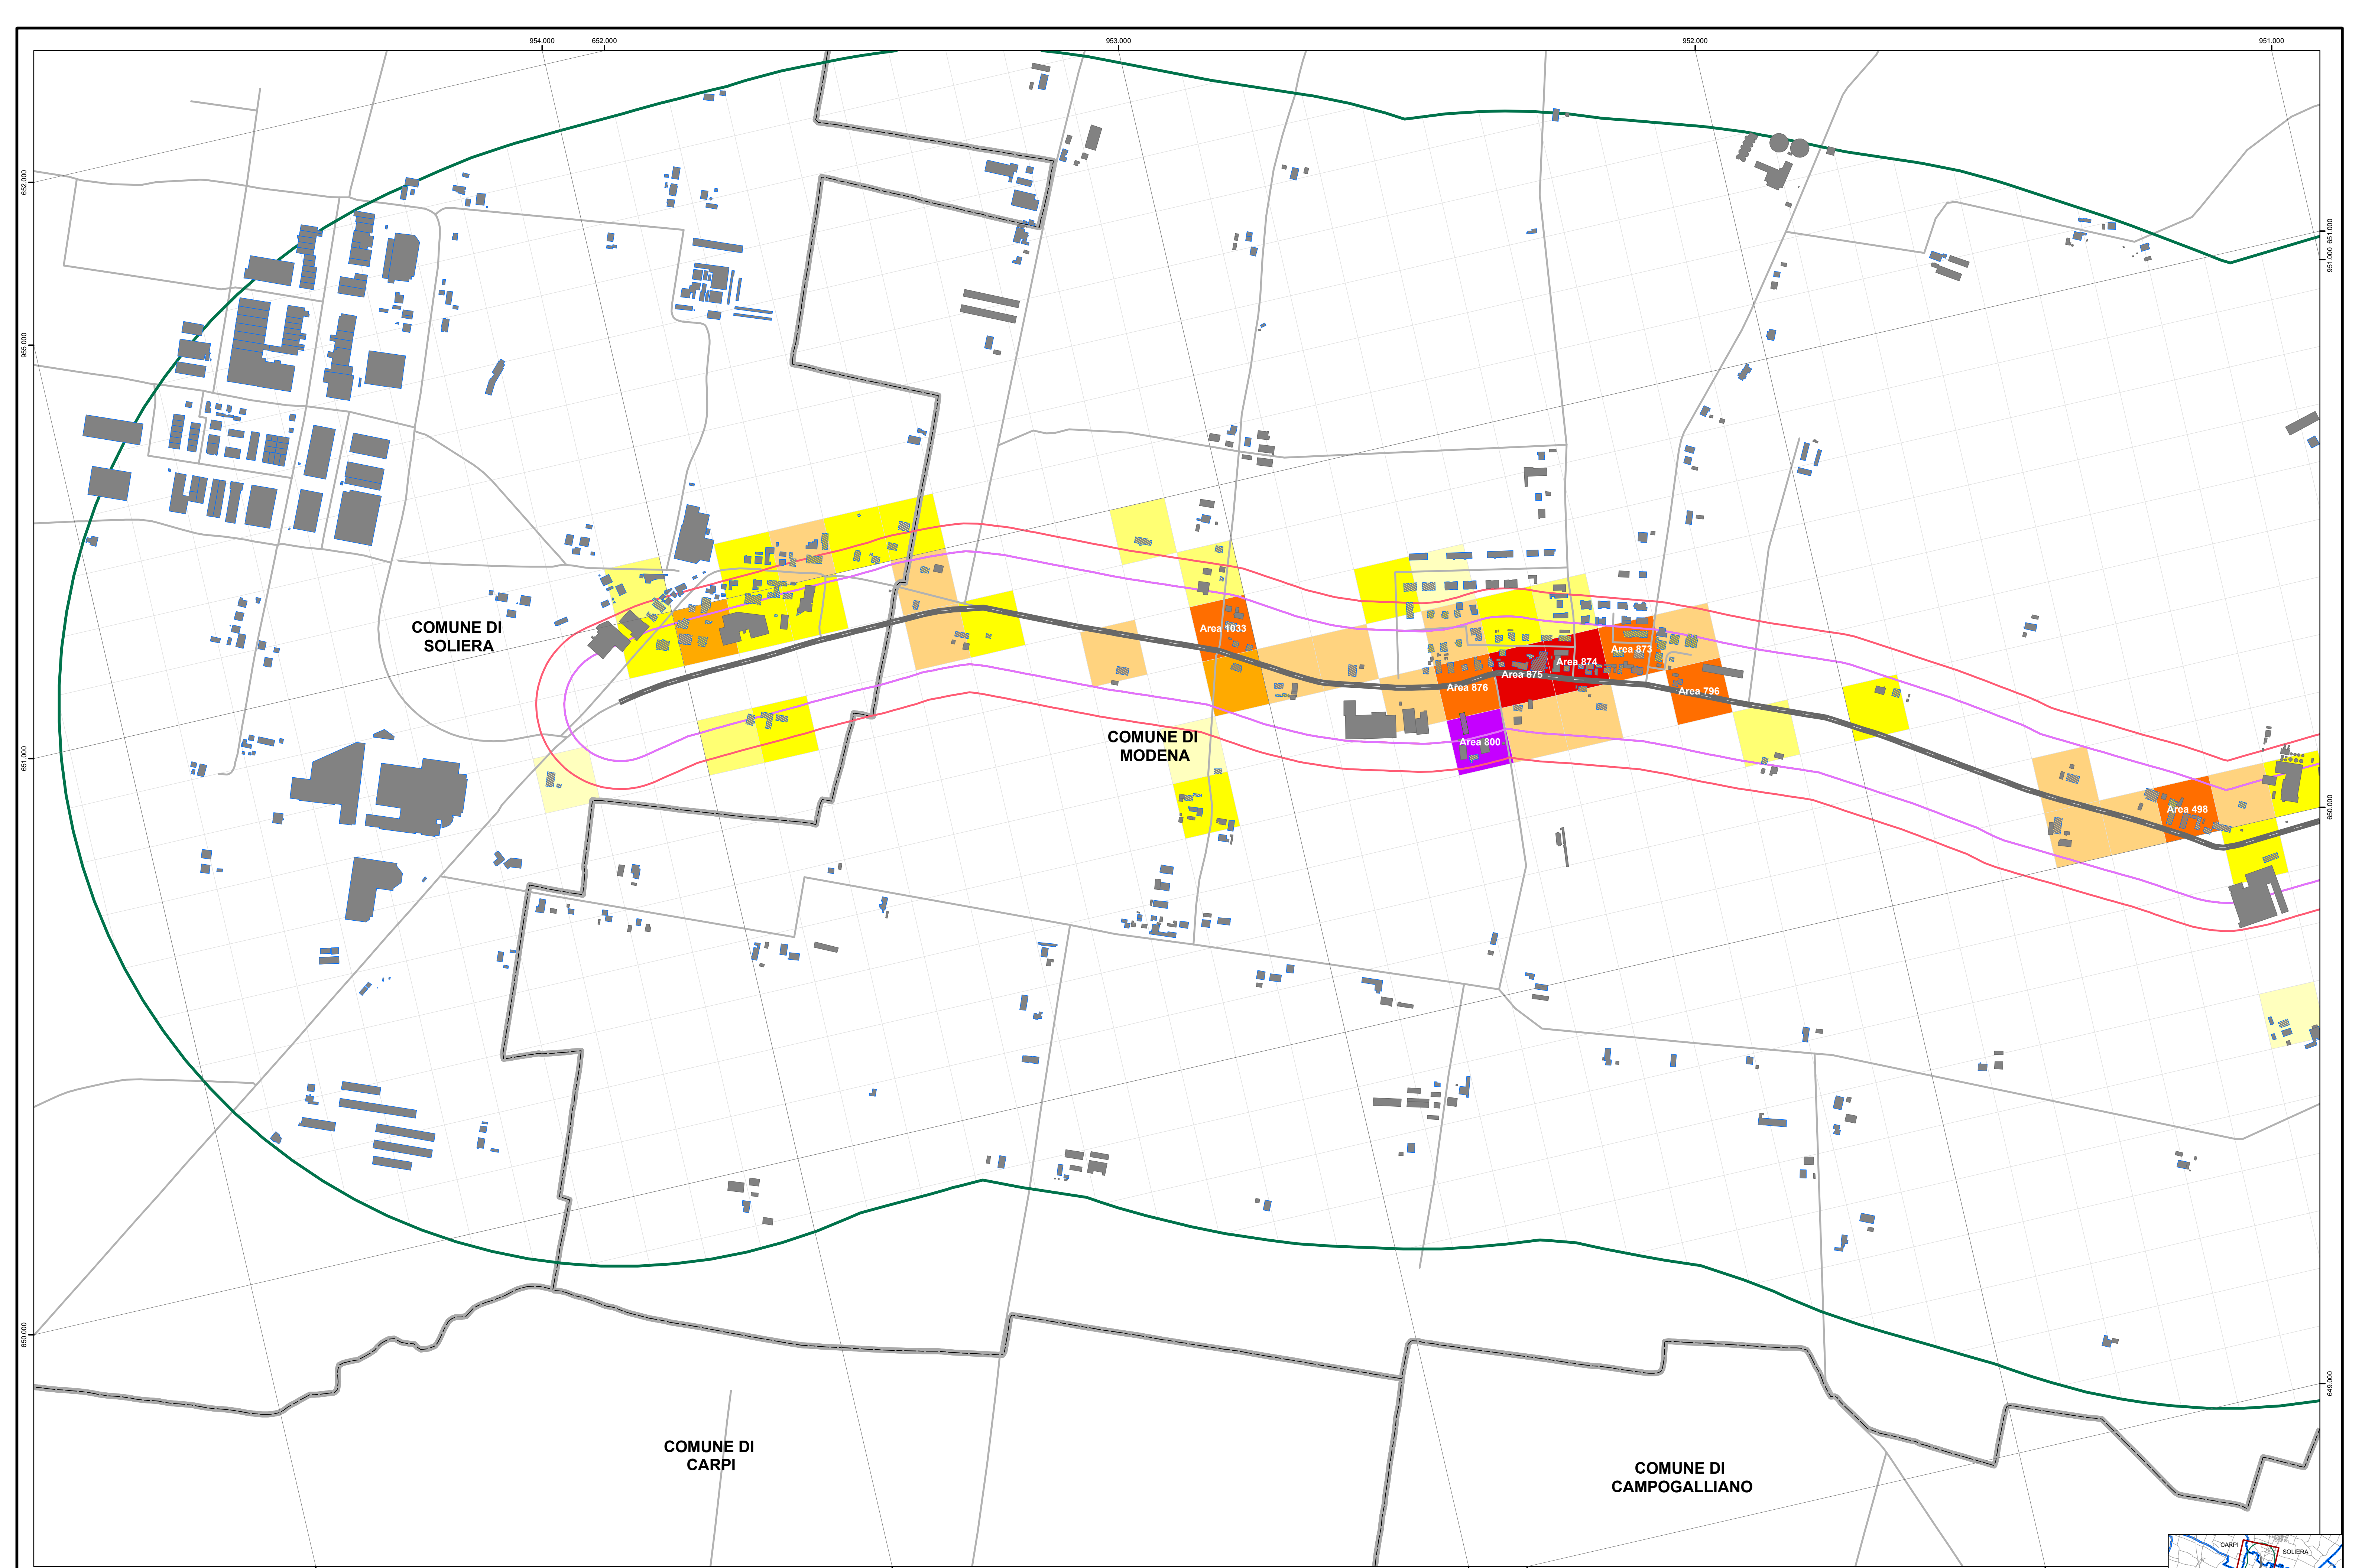 954.000
652.000
953.000
952.000
951.000
652.000
651.000
951.000
955.000
Area 1033
COMUNE DI
SOLIERA
Area 873
Area 874
Area 875
Area 876
Area 796
COMUNE DI
MODENA
Area 800
651.000
650.000
Area 498
650.000
649.000
COMUNE DI
CARPI
COMUNE DI
CAMPOGALLIANO
CARPI
SOLIERA